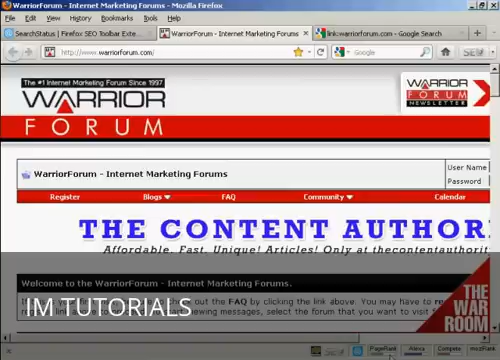 WarriorForum - Internet Marketing Forums - Mozilla Firefox
File Edit View History Bookmarks Tools Help
SearchStatus | Firefox SEO Toolbar Exte...
WarriorForum - Internet Marketing Forums
link:warriorforum.com - Google Search
http://www.warriorforum.com/
Google
The #1 Internet Marketing Forum Since 1997
WARRIOR
FORUM
WARRIOR
FORUM
NEWSLETTER
WarriorForum - Internet Marketing Forums
User Name
Password
Register Blogs FAQ Community Calendar
THE CONTENT AUTHOR
Affordable. Fast. Unique! Articles! Only at thecontentauthority
Welcome to the WarriorForum - Internet Marketing Forums.
out the FAQ by clicking the link above. You may have to
messages, select the forum that you want to visit
IM TUTORIALS
THE
WAR
ROOM
PageRank Alexa Compete mozRank